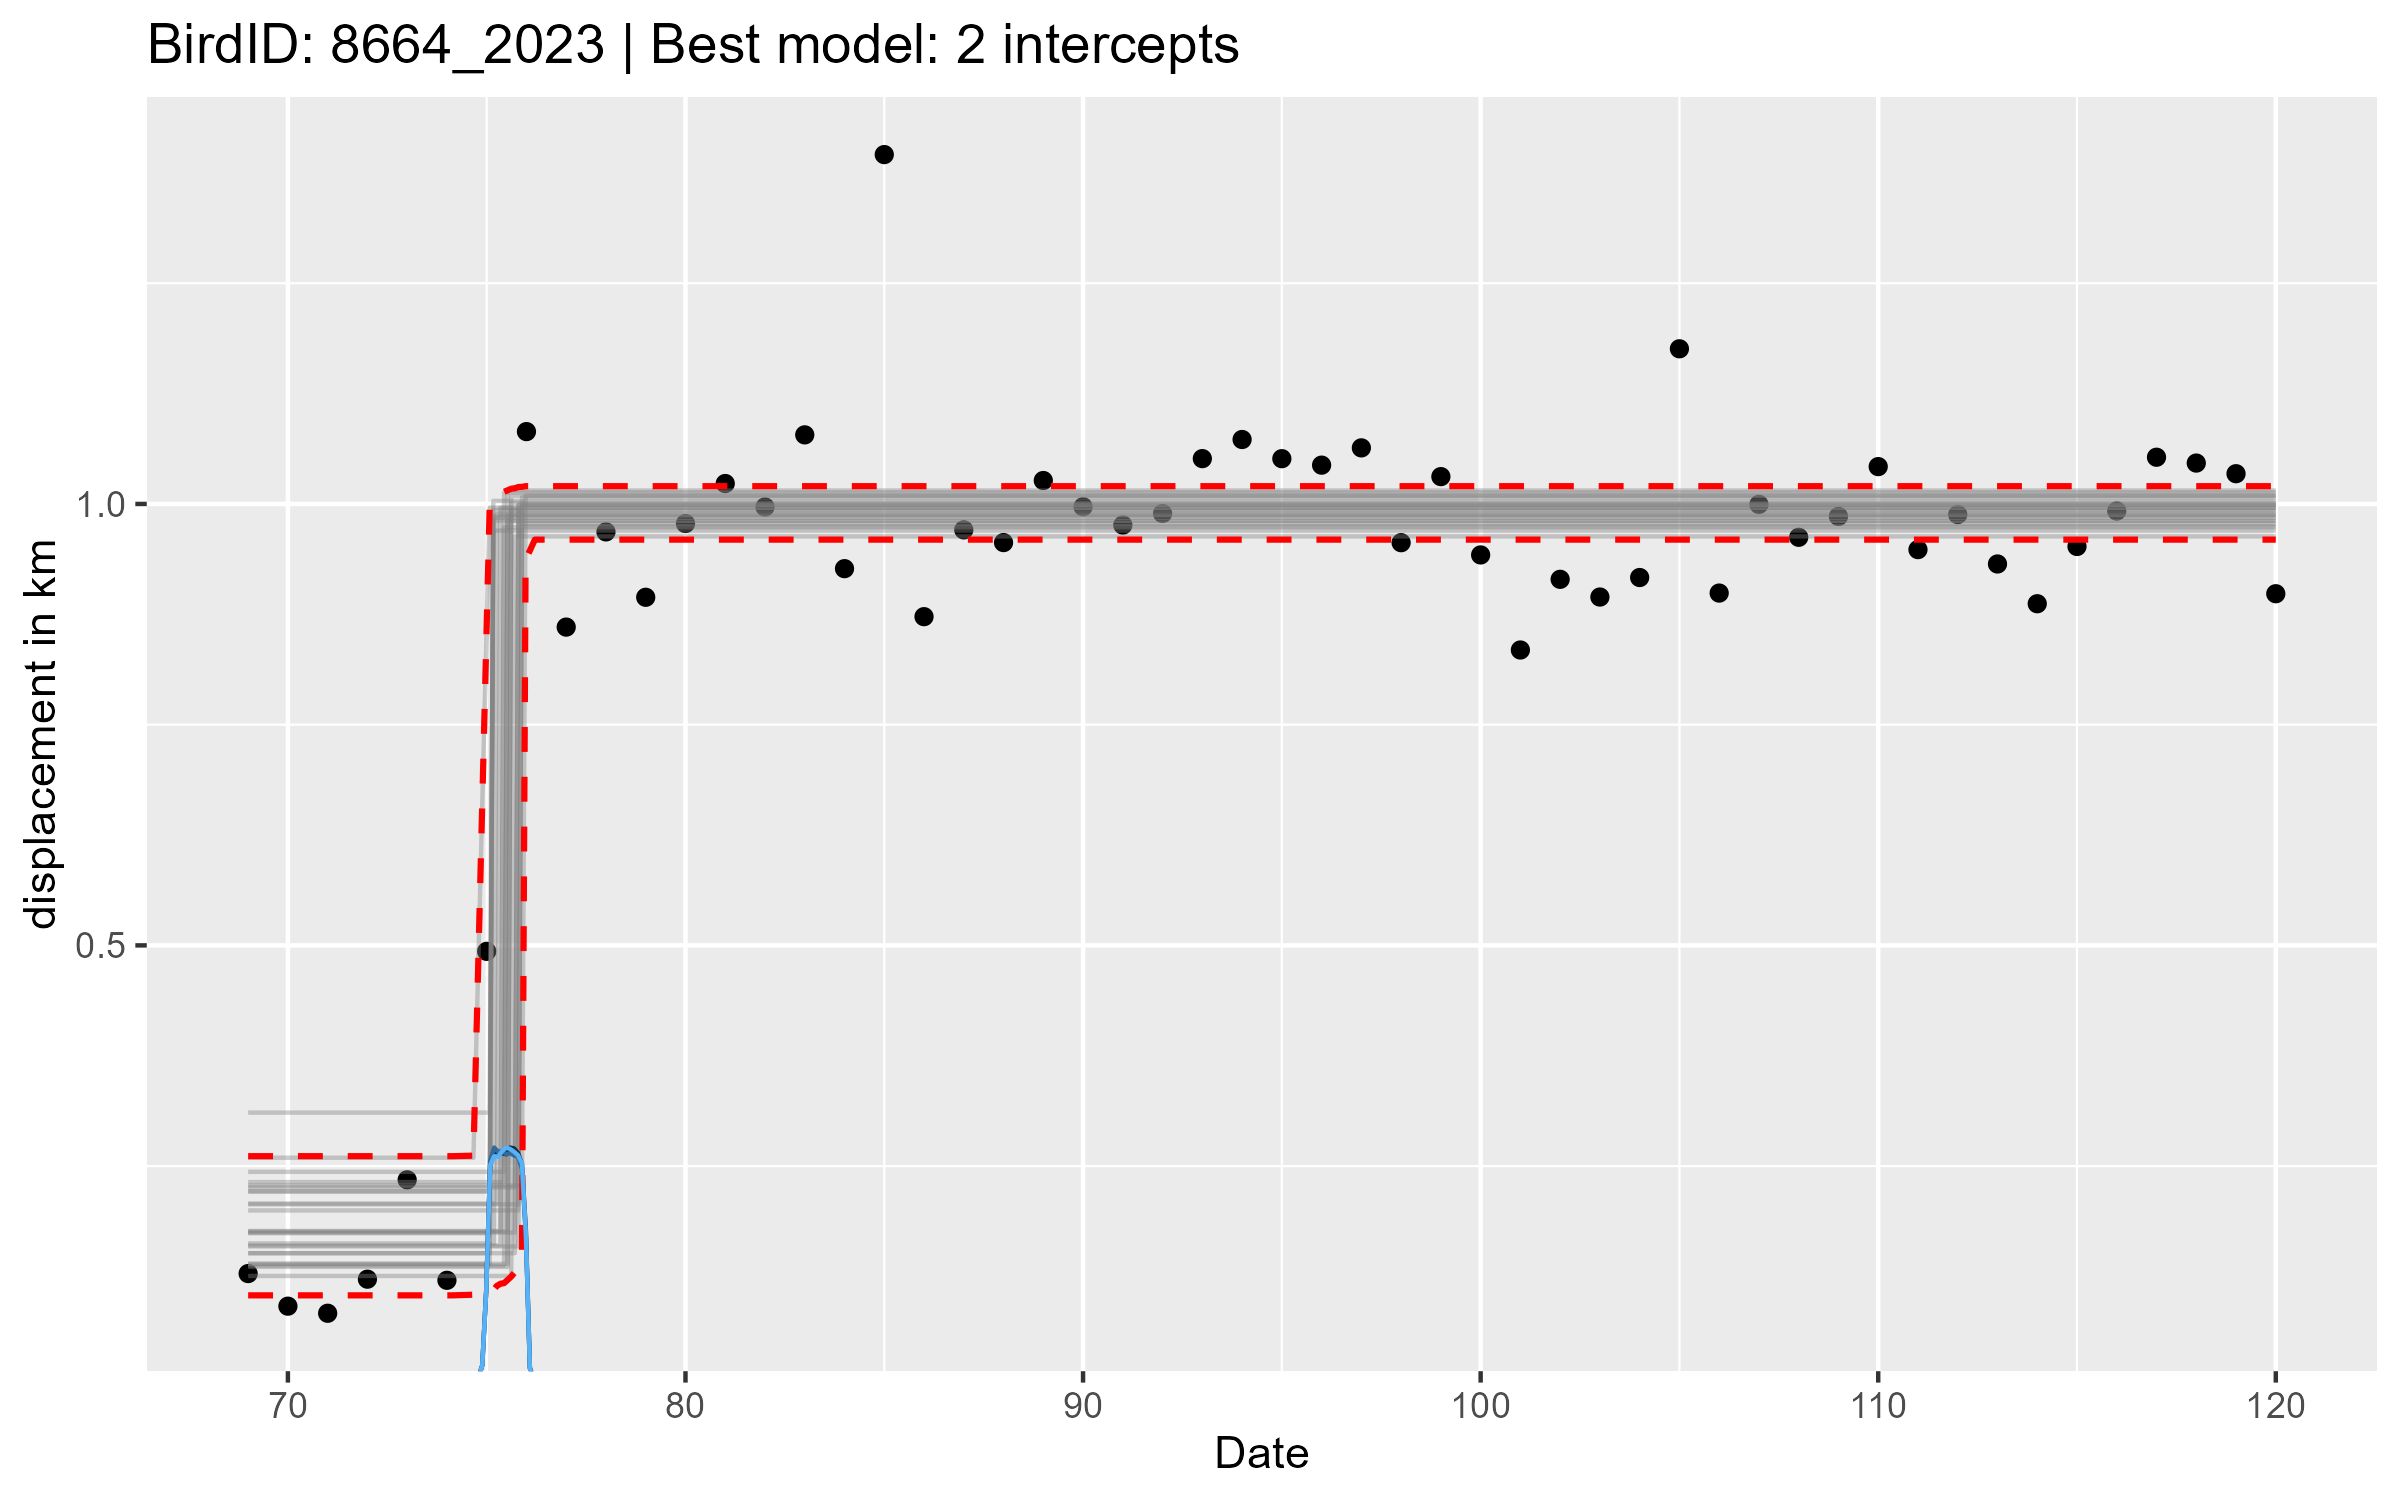 BirdID: 8664_2023 | Best model: 2 intercepts
displacement in km
1.0
0.5
70 80 90 100 110 120
Date